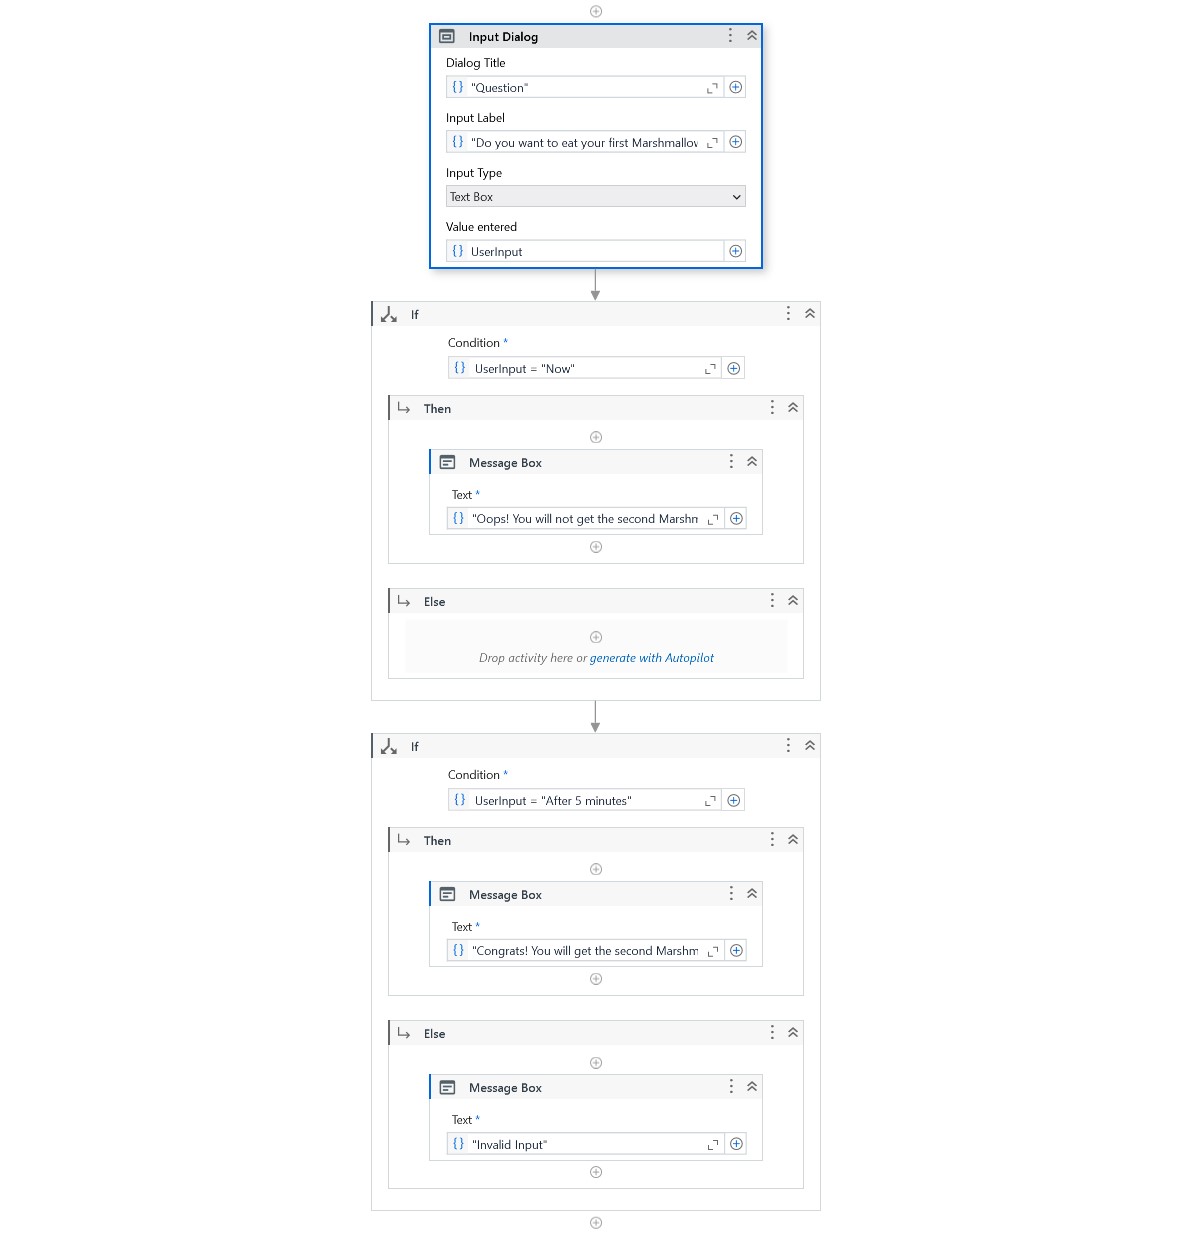 Input Dialog
Dialog Title
"Question"
Input Label
"Do you want to eat your first Marshmallov
Input Type
Text Box
Value entered
UserInput
If
Condition *
UserInput = "Now"
Then
Message Box
Text *
"Oops! You will not get the second Marshm
Else
Drop activity here or generate with Autopilot
If
Condition *
UserInput = "After 5 minutes"
Then
Message Box
Text *
"Congrats! You will get the second Marshm
Else
Message Box
Text *
"Invalid Input"